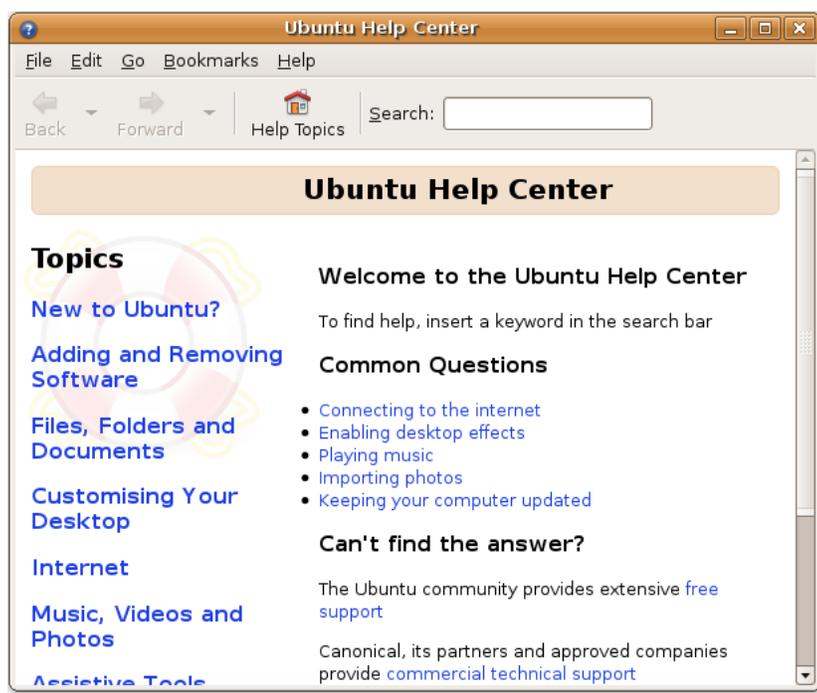 Ubuntu Help Center
File Edit Go Bookmarks Help
Back Forward Help Topics Search:
Ubuntu Help Center
Topics
New to Ubuntu?
Adding and Removing
Software
Files, Folders and
Documents
Customising Your
Desktop
Internet
Music, Videos and
Photos
Assistive Tools
Welcome to the Ubuntu Help Center
To find help, insert a keyword in the search bar
Common Questions
Connecting to the internet
Enabling desktop effects
Playing music
Importing photos
Keeping your computer updated
Can't find the answer?
The Ubuntu community provides extensive free
support
Canonical, its partners and approved companies
provide commercial technical support